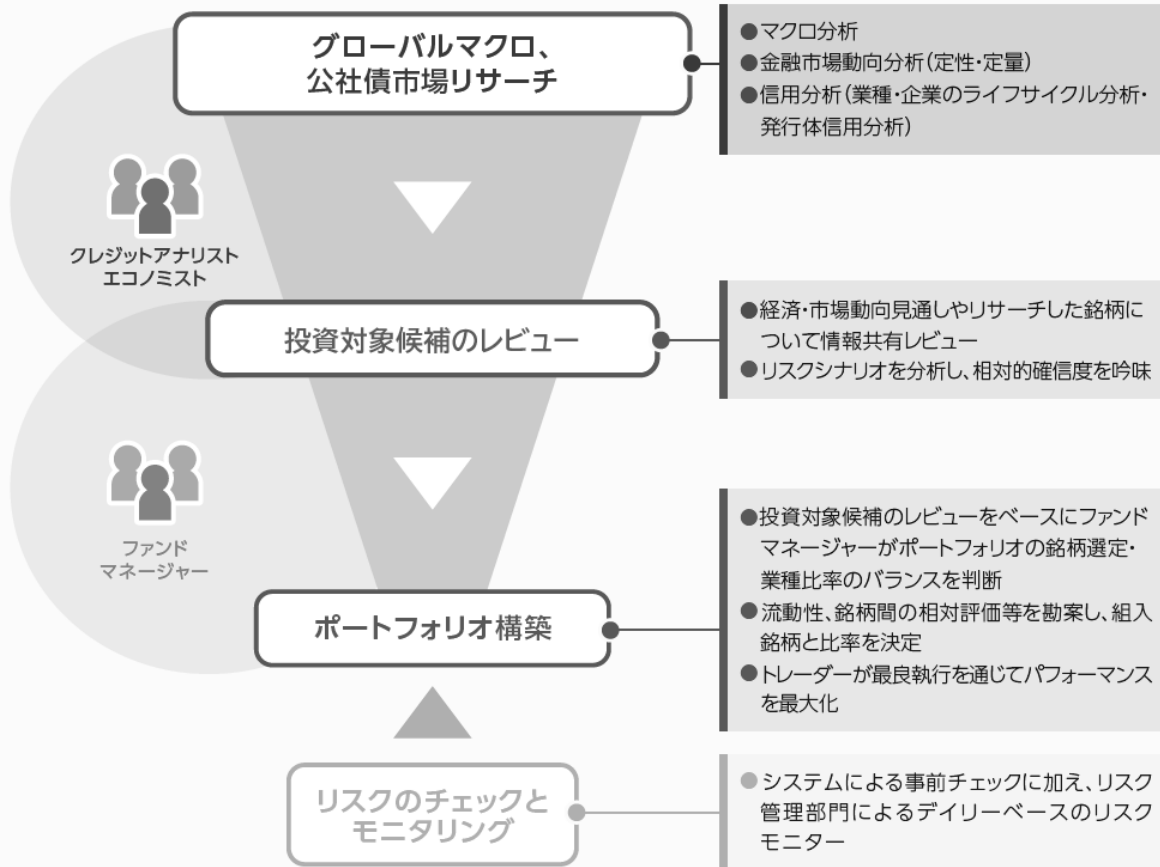 グローバルマクロ、
公社債市場リサーチ
●マクロ分析
●金融市場動向分析(定性・定量)
●信用分析(業種・企業のライフサイクル分析・
発行体信用分析)
クレジットアナリスト
エコノミスト
投資対象候補のレビュー
●経済・市場動向見通しやリサーチした銘柄に
ついて情報共有レビュー
●リスクシナリオを分析し、相対的確信度を吟味
ファンド
マネージャー
ポートフォリオ構築
●投資対象候補のレビューをベースにファンド
マネージャーがポートフォリオの銘柄選定・
業種比率のバランスを判断
●流動性、銘柄間の相対評価等を勘案し、組入
銘柄と比率を決定
●トレーダーが最良執行を通じてパフォーマンス
を最大化
リスクのチェックと
モニタリング
●システムによる事前チェックに加え、リスク
管理部門によるデイリーベースのリスク
モニター